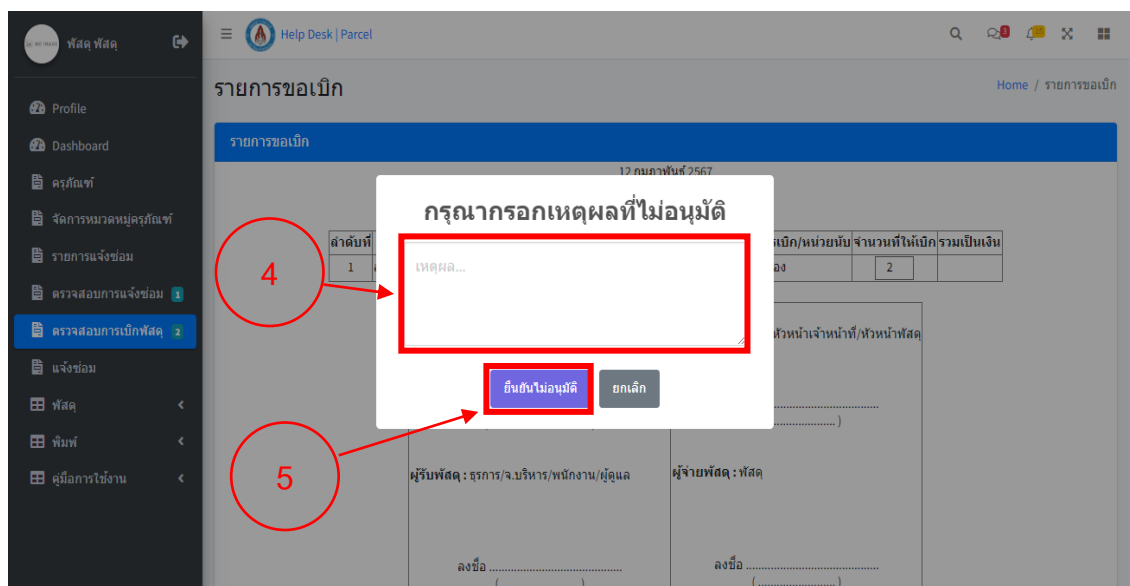 พัสดุ พัสดุ
Help Desk | Parcel
รายการขอเบิก
Home / รายการขอเบิก
Profile
Dashboard
ครุภัณฑ์
จัดการหมวดหมู่ครุภัณฑ์
รายการแจ้งซ่อม
ตรวจสอบการแจ้งซ่อม 1
ตรวจสอบการเบิกพัสดุ 2
แจ้งซ่อม
พัสดุ
พิมพ์
คู่มือการใช้งาน
รายการขอเบิก
12 กุมภาพันธ์ 2567
กรุณากรอกเหตุผลที่ไม่อนุมัติ
ลำดับที่ เบิก/หน่วยนับ จำนวนที่ให้เบิก รวมเป็นเงิน
1 2
เหตุผล...
4
หัวหน้าเจ้าหน้าที่/หัวหน้าพัสดุ
ยืนยันไม่อนุมัติ ยกเลิก
5
ผู้รับพัสดุ : ธุรการ/จ.บริหาร/พนักงาน/ผู้ดูแล ผู้จ่ายพัสดุ : พัสดุ
ลงชื่อ ............................................ ลงชื่อ ............................................